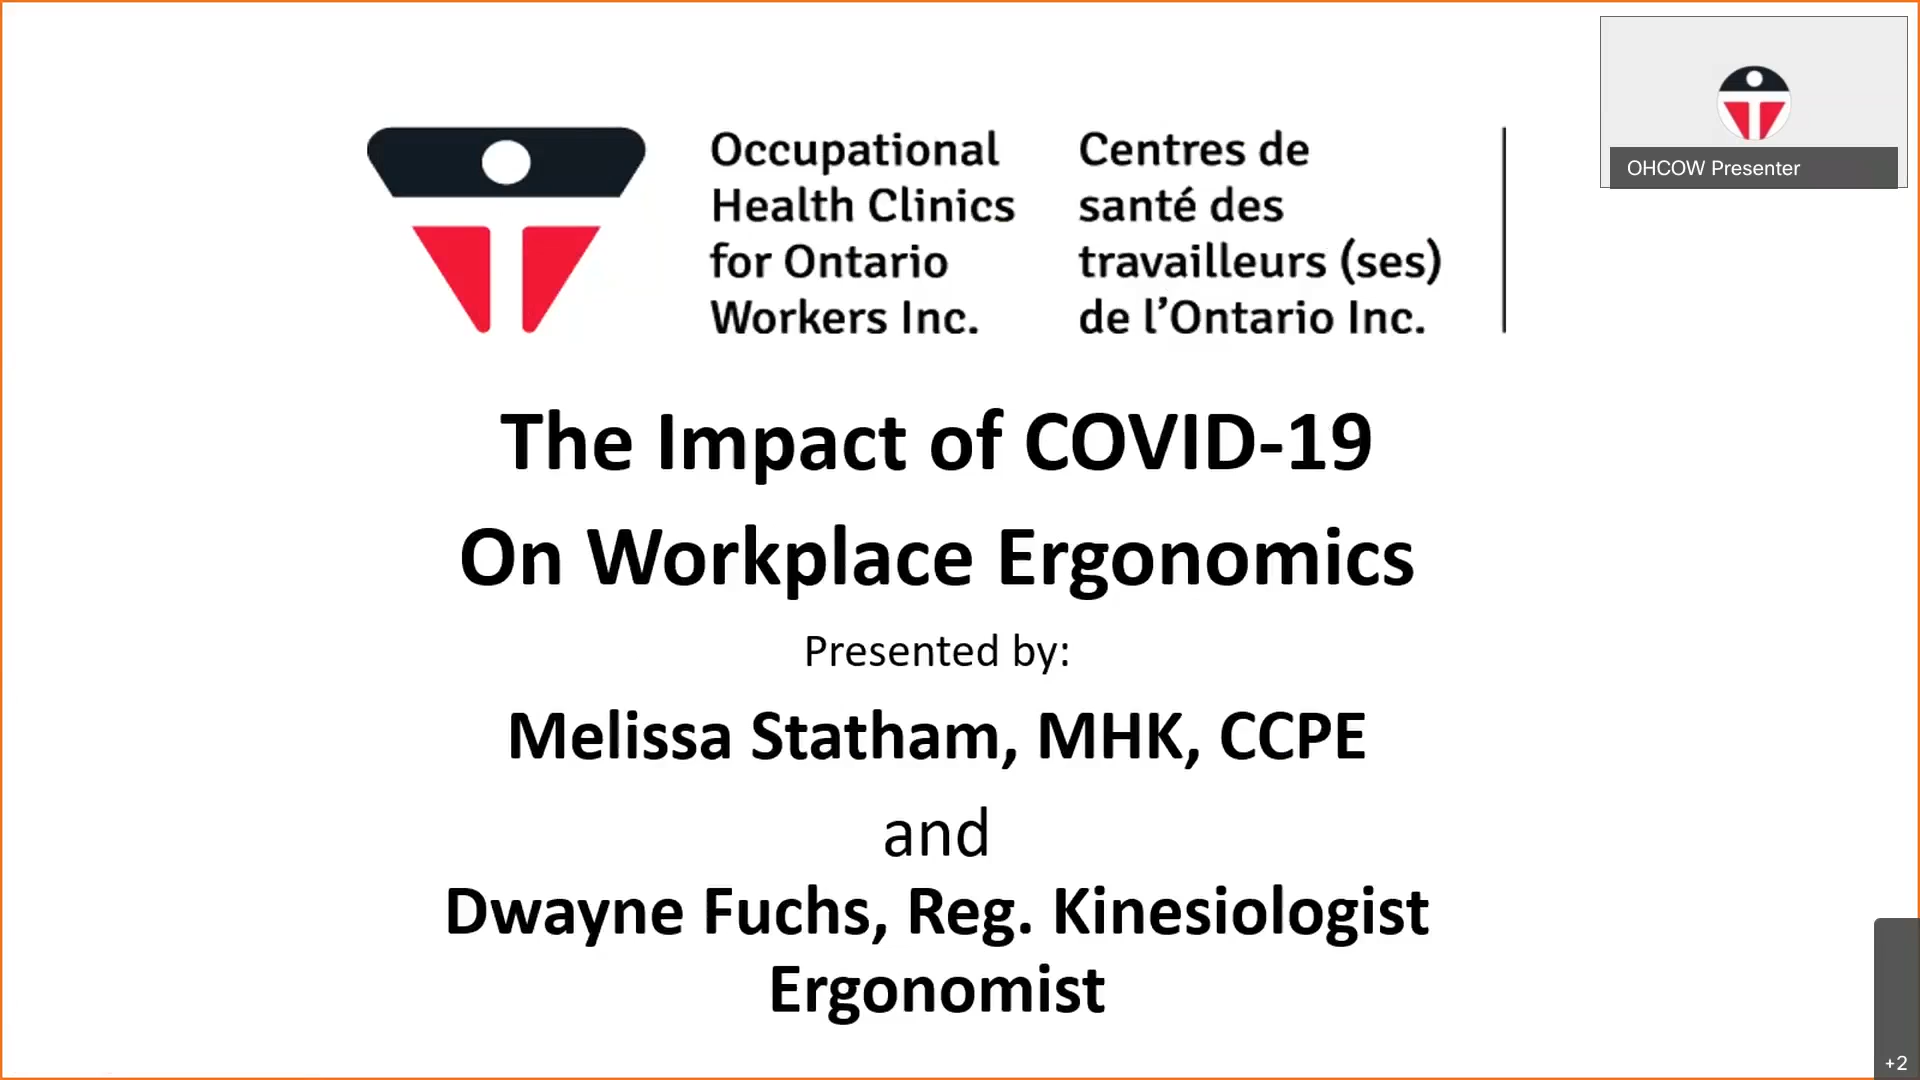 Occupational
Health Clinics
for Ontario
Workers Inc.
Centres de
santé des
travailleurs (ses)
de l’Ontario Inc.
OHCOW Presenter
The Impact of COVID-19
On Workplace Ergonomics
Presented by:
Melissa Statham, MHK, CCPE
and
Dwayne Fuchs, Reg. Kinesiologist
Ergonomist
+2